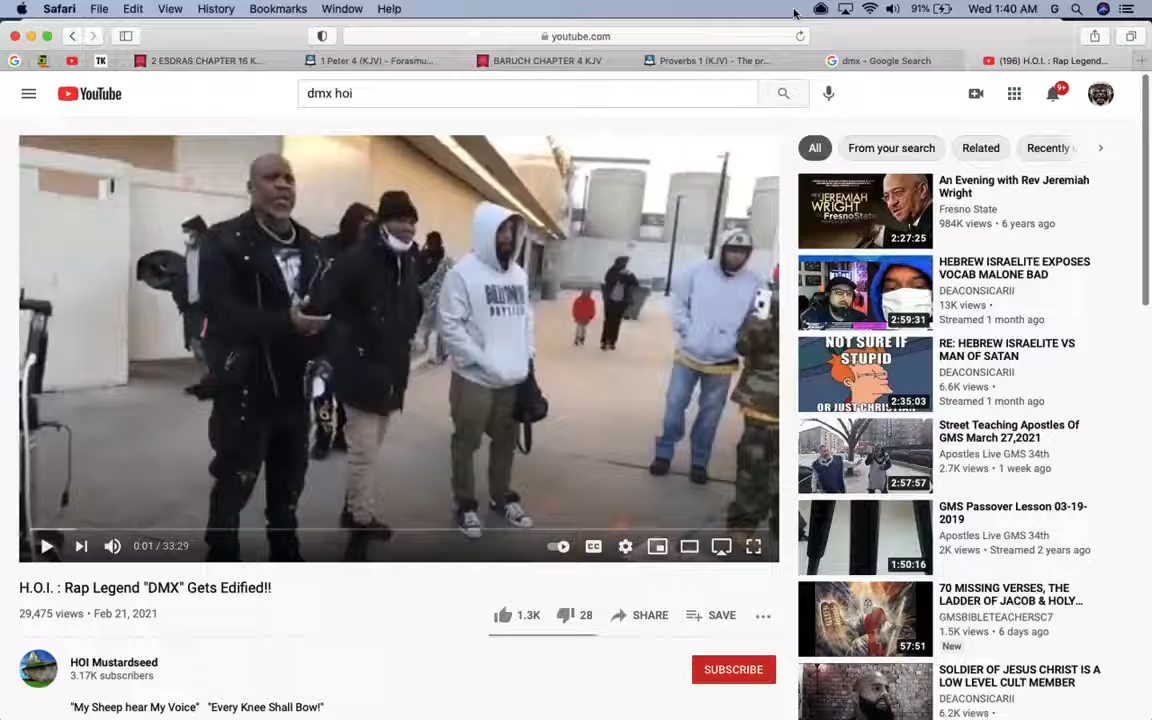 Safari File Edit View History Bookmarks Window Help 91% Wed 1:40 AM G
youtube.com
TK 2 ESDRAS CHAPTER 16 K... 1 Peter 4 (KJV) - Forasmu... BARUCH CHAPTER 4 KJV Proverbs 1 (KJV) - The pr... dmx - Google Search (196) H.O.I. : Rap Legend...
YouTube dmx hoi 9+
All From your search Related Recently u
An Evening with Rev Jeremiah
Wright
Fresno State
984K views • 6 years ago
JEREMIAH
WRIGHT
2:27:25
HEBREW ISRAELITE EXPOSES
VOCAB MALONE BAD
DEACONSICARII
13K views •
Streamed 1 month ago
2:59:31
RE: HEBREW ISRAELITE VS
MAN OF SATAN
DEACONSICARII
6.6K views •
Streamed 1 month ago
NOT SURE IF
STUPID
2:35:03
OR JUST CHRISTIAN
Street Teaching Apostles Of
GMS March 27,2021
Apostles Live GMS 34th
2.7K views • 1 week ago
2:57:57
GMS Passover Lesson 03-19-
2019
Apostles Live GMS 34th
2K views • Streamed 2 years ago
1:50:16
70 MISSING VERSES, THE
LADDER OF JACOB & HOLY...
GMSBIBLETEACHERSC7
1.5K views • 6 days ago
New
57:51
SOLDIER OF JESUS CHRIST IS A
LOW LEVEL CULT MEMBER
DEACONSICARII
6.2K views •
0:01 / 33:29 CC
H.O.I. : Rap Legend "DMX" Gets Edified!!
29,475 views • Feb 21, 2021 1.3K 28 SHARE SAVE
HOI Mustardseed
3.17K subscribers
SUBSCRIBE
"My Sheep hear My Voice" "Every Knee Shall Bow!"